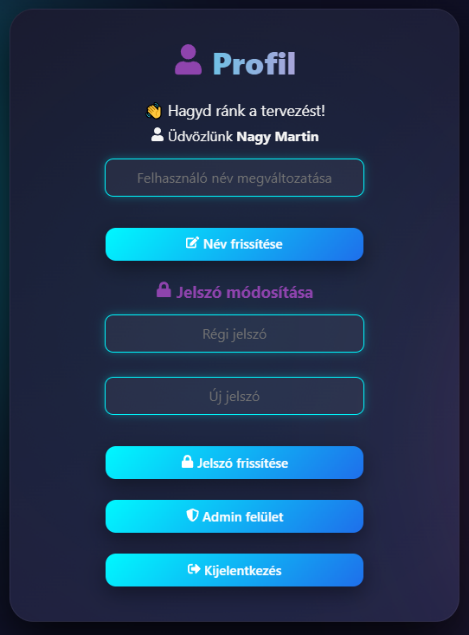 Profil
👋 Hagyd ránk a tervezést!
Üdvözlünk Nagy Martin
Felhasználó név megváltoztatása
Név frissítése
Jelszó módosítása
Régi jelszó
Új jelszó
Jelszó frissítése
Admin felület
Kijelentkezés